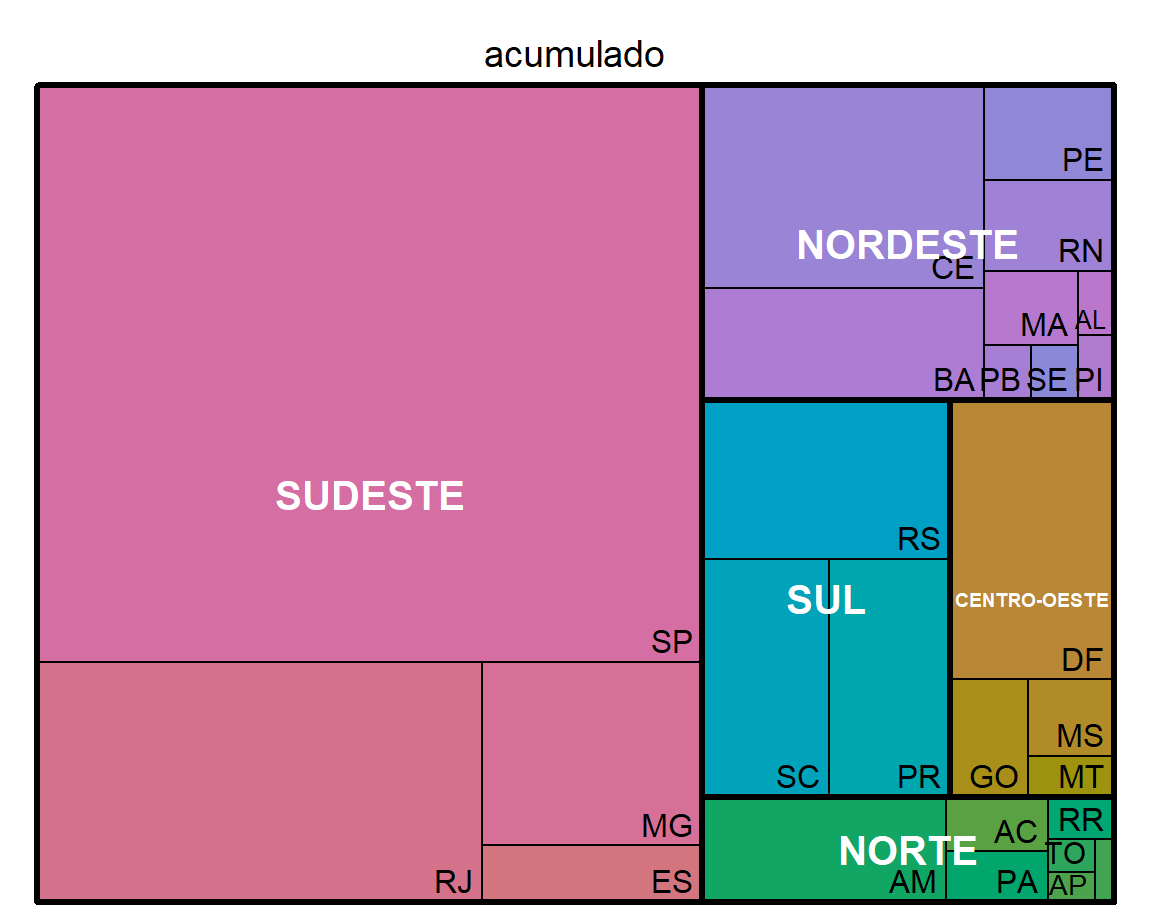 acumulado
PE
NORDESTE
RN
CE
MA
AL
BA
PB
SE
PI
SUDESTE
RS
SUL
CENTRO-OESTE
SP
DF
MS
SC
PR
GO
MT
MG
RR
AC
NORTE
TO
RJ
ES
AM
PA
AP